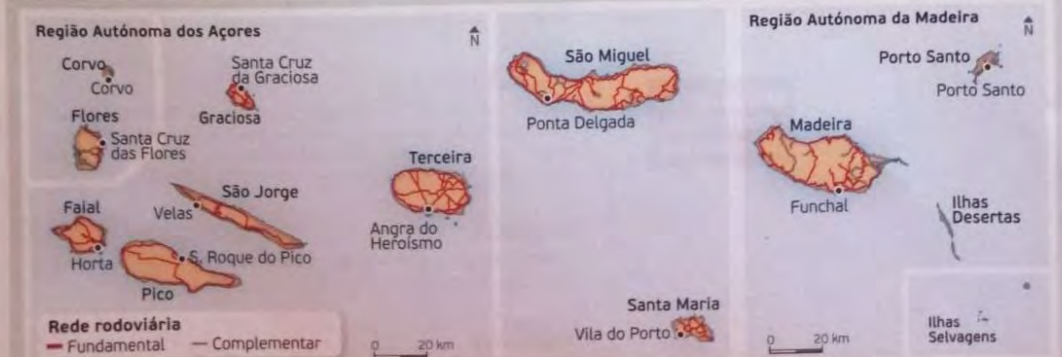 Região Autónoma dos Açores
N
Corvo
Corvo
Santa Cruz
da Graciosa
Graciosa
Flores
Santa Cruz
das Flores
Terceira
Angra do
Heroísmo
São Jorge
Velas
Faial
Horta
S. Roque do Pico
Pico
Rede rodoviária
Fundamental
Complementar
0 20 km
São Miguel
Ponta Delgada
Santa Maria
Vila do Porto
Região Autónoma da Madeira
N
Porto Santo
Porto Santo
Madeira
Funchal
Ilhas
Desertas
Ilhas
Selvagens
0 20 km